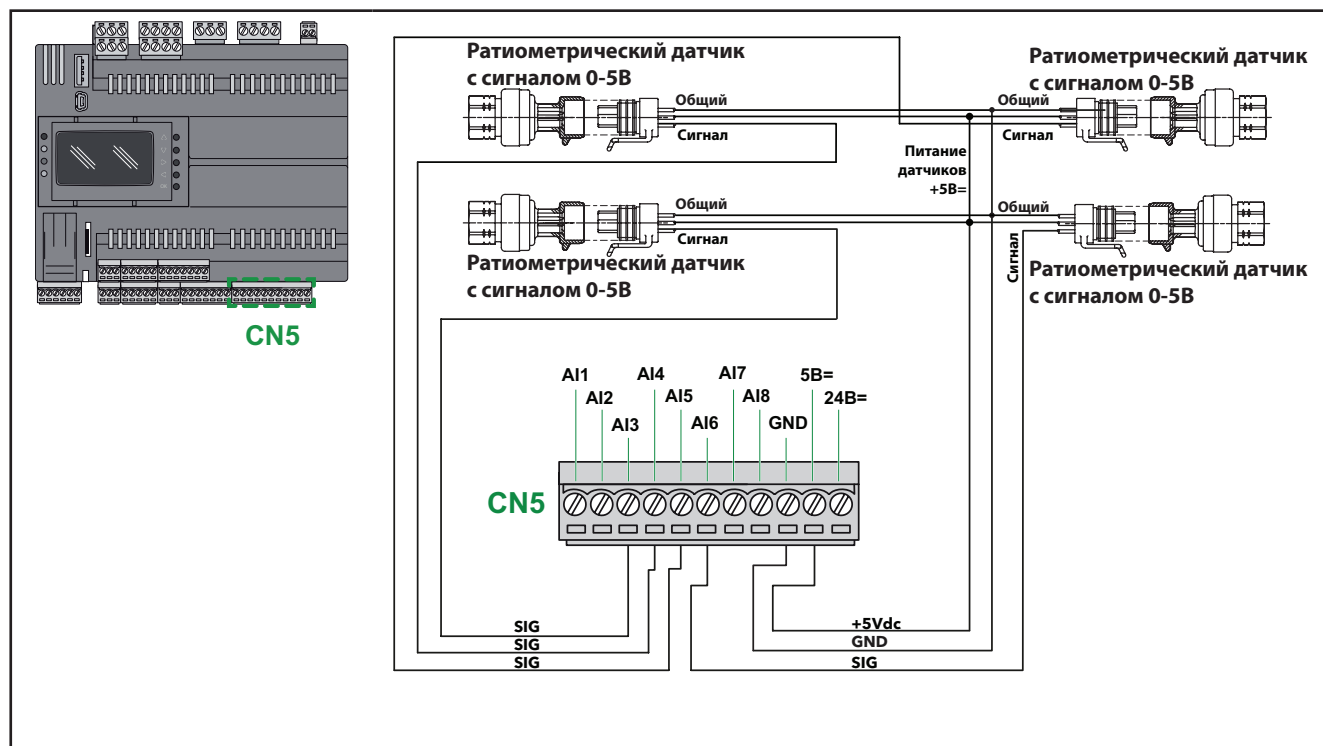 Ратиометрический датчик
с сигналом 0-5В
Общий
Сигнал
Ратиометрический датчик
с сигналом 0-5В
Общий
Сигнал
Питание
датчиков
+5В=
Общий
Сигнал
Ратиометрический датчик
с сигналом 0-5В
Общий
Сигнал
Ратиометрический датчик
с сигналом 0-5В
CN5
AI1
AI2
AI3
AI4
AI5
AI6
AI7
AI8
GND
5В=
24В=
CN5
SIG
SIG
SIG
+5Vdc
GND
SIG